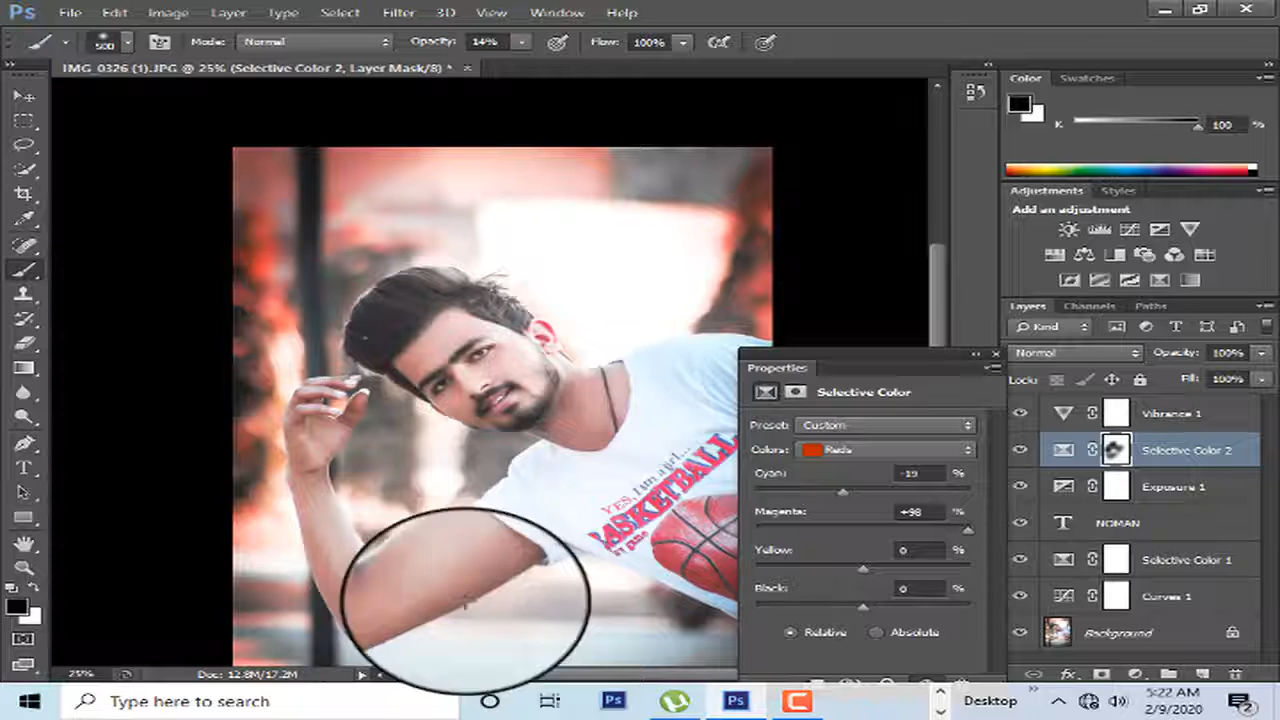 Ps File Edit Image Layer Type Select Filter 3D View Window Help
500 Mode: Normal Opacity: 14% Flow: 100%
IMG_0326 (1).JPG @ 25% (Selective Color 2, Layer Mask/8) * ×
Color Swatches
K 100 %
Adjustments Styles
Add an adjustment
Layers Channels Paths
Kind
Normal Opacity: 100%
Lock: Fill: 100%
Vibrance 1
Selective Color 2
Exposure 1
T NOMAN
Selective Color 1
Curves 1
Background
Properties
Selective Color
Preset: Custom
Colors: Reds
Cyan: -19 %
Magenta: +98 %
Yellow: 0 %
Black: 0 %
Relative Absolute
YES, I am a girl...
BASKETBALL
25% Doc: 12.8M/17.2M
Type here to search
Ps Ps
Desktop
5:22 AM
2/9/2020
2